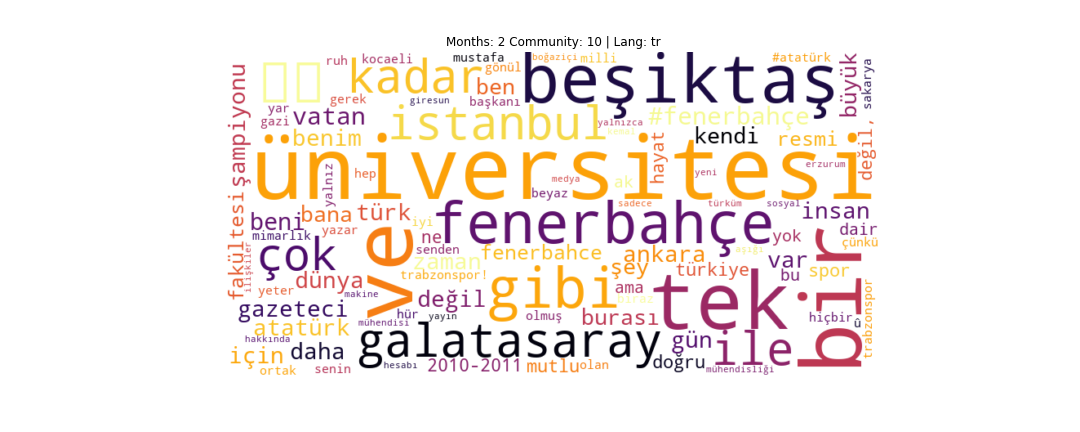 Months: 2 Community: 10 | Lang: tr
ruh kocaeli mustafa boğaziçi milli #atatürk
kadar gönül beşiktaş büyük
yar gerek giresun ben başkanı sakarya
gazi vatan istanbul yalnızca #fenerbahçe
şampiyonu benim hayat kendi resmi değil,
üniversitesi
yalnız hep medya yeni erzurum
beyaz ak
fakültesi beni bana türk iyi fenerbahçe sadece türküm sosyal insan
mimarlık yazar ne senden yok dair
ilişkiler çok ve zaman fenerbahce ankara var çünkü
yeter dünya trabzonspor! gibi şey türkiye bu spor
makine değil ama biraz tek bir
gazeteci hür olmuş burası hiçbir û trabzonspor
atatürk mühendisi yayın
hakkında galatasaray gün ile
için daha doğru
ortak senin hesabı 2010-2011 mutlu olan mühendisliği